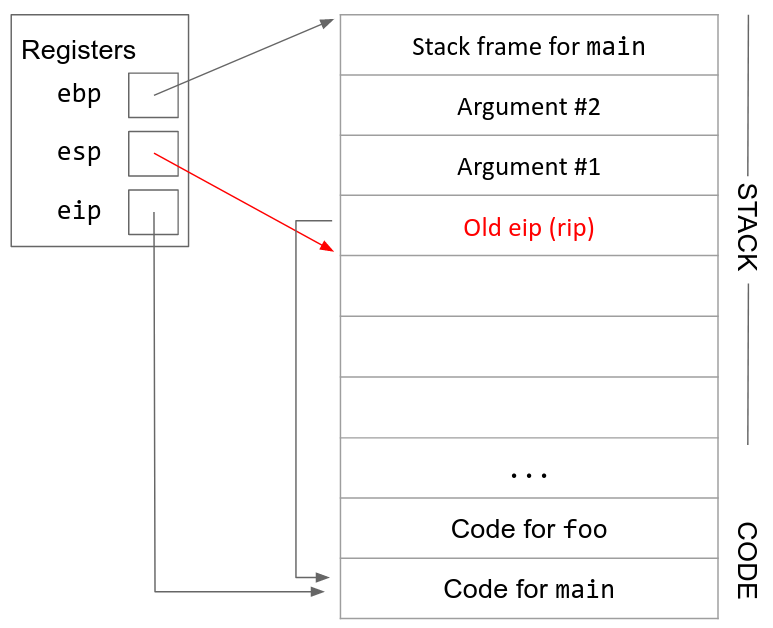 Registers
ebp
esp
eip
Stack frame for main
Argument #2
Argument #1
Old eip (rip)
...
Code for foo
Code for main
STACK
CODE